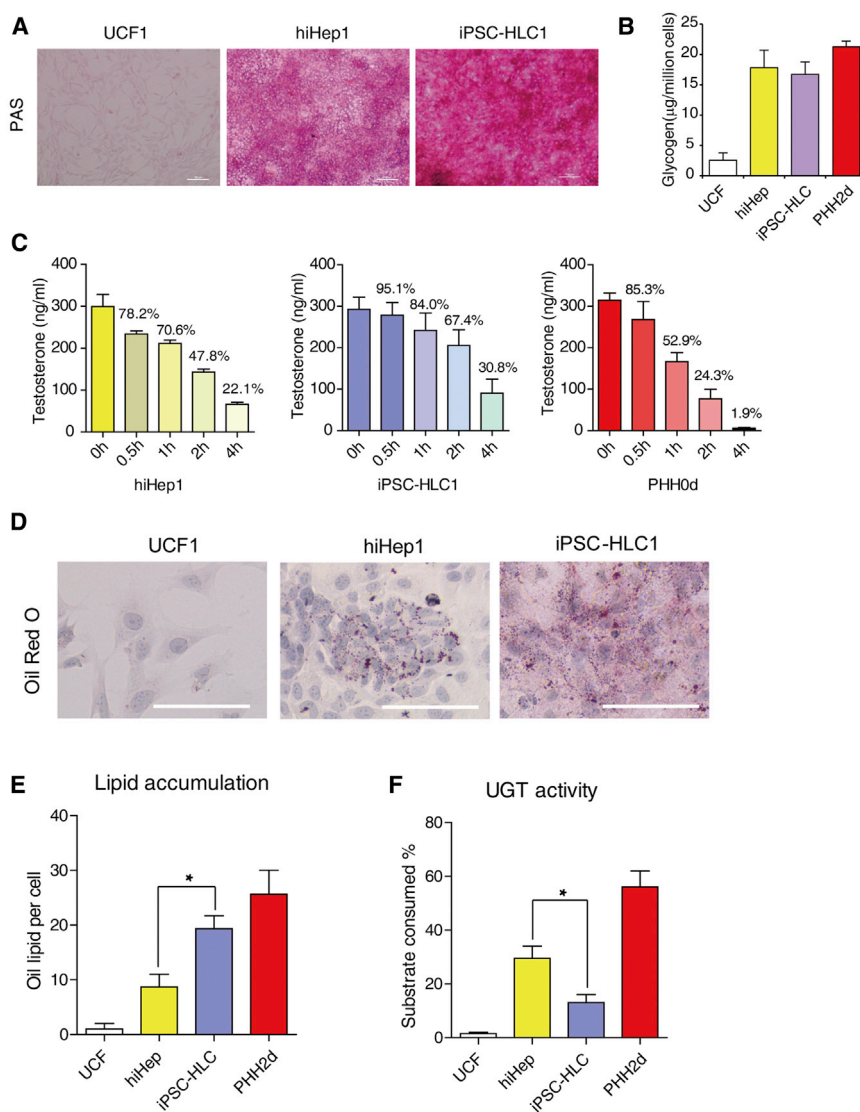 A
UCF1
hiHep1
iPSC-HLC1
PAS
B
Glycogen(μg/million cells)
25
20
15
10
5
0
UCF
hiHep
iPSC-HLC
PHH2d
C
Testosterone (ng/ml)
400
300
200
100
0
78.2%
70.6%
47.8%
22.1%
0h
0.5h
1h
2h
4h
hiHep1
Testosterone (ng/ml)
400
300
200
100
0
95.1%
84.0%
67.4%
30.8%
0h
0.5h
1h
2h
4h
iPSC-HLC1
Testosterone (ng/ml)
400
300
200
100
0
85.3%
52.9%
24.3%
1.9%
0h
0.5h
1h
2h
4h
PHH0d
D
UCF1
hiHep1
iPSC-HLC1
Oil Red O
E
Lipid accumulation
Oil lipid per cell
40
30
20
10
0
*
UCF
hiHep
iPSC-HLC
PHH2d
F
UGT activity
Substrate consumed %
80
60
40
20
0
*
UCF
hiHep
iPSC-HLC
PHH2d